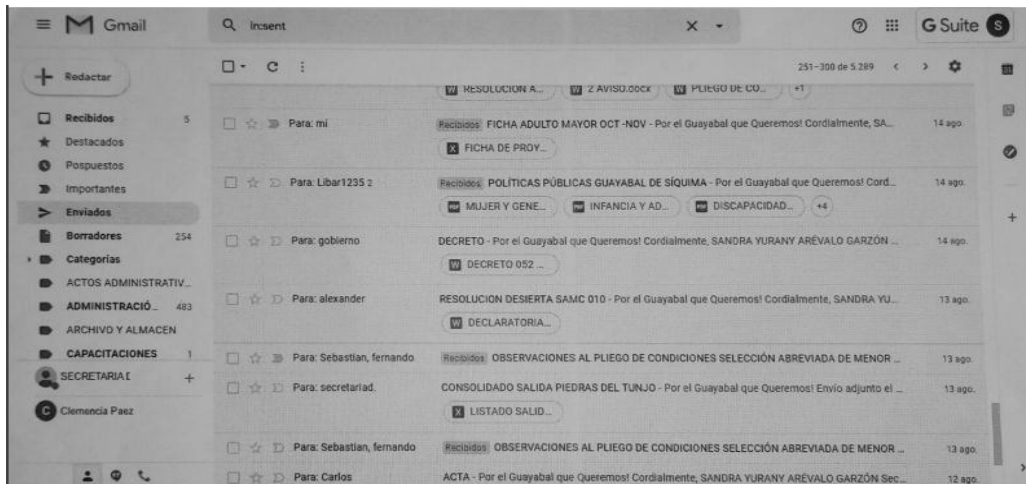 Gmail
in:sent
G Suite
S
Redactar
251–300 de 5.289
Recibidos 5
Destacados
Pospuestos
Importantes
Enviados
Borradores 254
Categorías
ACTOS ADMINISTRATIV...
ADMINISTRACIÓ... 483
ARCHIVO Y ALMACEN
CAPACITACIONES 1
SECRETARIA
C Clemencia Paez
W RESOLUCION A... W 2 AVISO.docx W PLIEGO DE CO... +1
Para: mí Recibidos FICHA ADULTO MAYOR OCT -NOV - Por el Guayabal que Queremos! Cordialmente, SA... 14 ago.
X FICHA DE PROY...
Para: Libar1235 2 Recibidos POLÍTICAS PÚBLICAS GUAYABAL DE SÍQUIMA - Por el Guayabal que Queremos! Cord... 14 ago.
PDF MUJER Y GENE... PDF INFANCIA Y AD... PDF DISCAPACIDAD... +4
Para: gobierno DECRETO - Por el Guayabal que Queremos! Cordialmente, SANDRA YURANY ARÉVALO GARZÓN ... 14 ago.
W DECRETO 052 ...
Para: alexander RESOLUCION DESIERTA SAMC 010 - Por el Guayabal que Queremos! Cordialmente, SANDRA YU... 13 ago.
W DECLARATORIA...
Para: Sebastian, fernando Recibidos OBSERVACIONES AL PLIEGO DE CONDICIONES SELECCIÓN ABREVIADA DE MENOR ... 13 ago.
Para: secretariad. CONSOLIDADO SALIDA PIEDRAS DEL TUNJO - Por el Guayabal que Queremos! Envío adjunto el ... 13 ago.
X LISTADO SALID...
Para: Sebastian, fernando Recibidos OBSERVACIONES AL PLIEGO DE CONDICIONES SELECCIÓN ABREVIADA DE MENOR ... 13 ago.
Para: Carlos ACTA - Por el Guayabal que Queremos! Cordialmente, SANDRA YURANY ARÉVALO GARZÓN Sec... 12 ago.